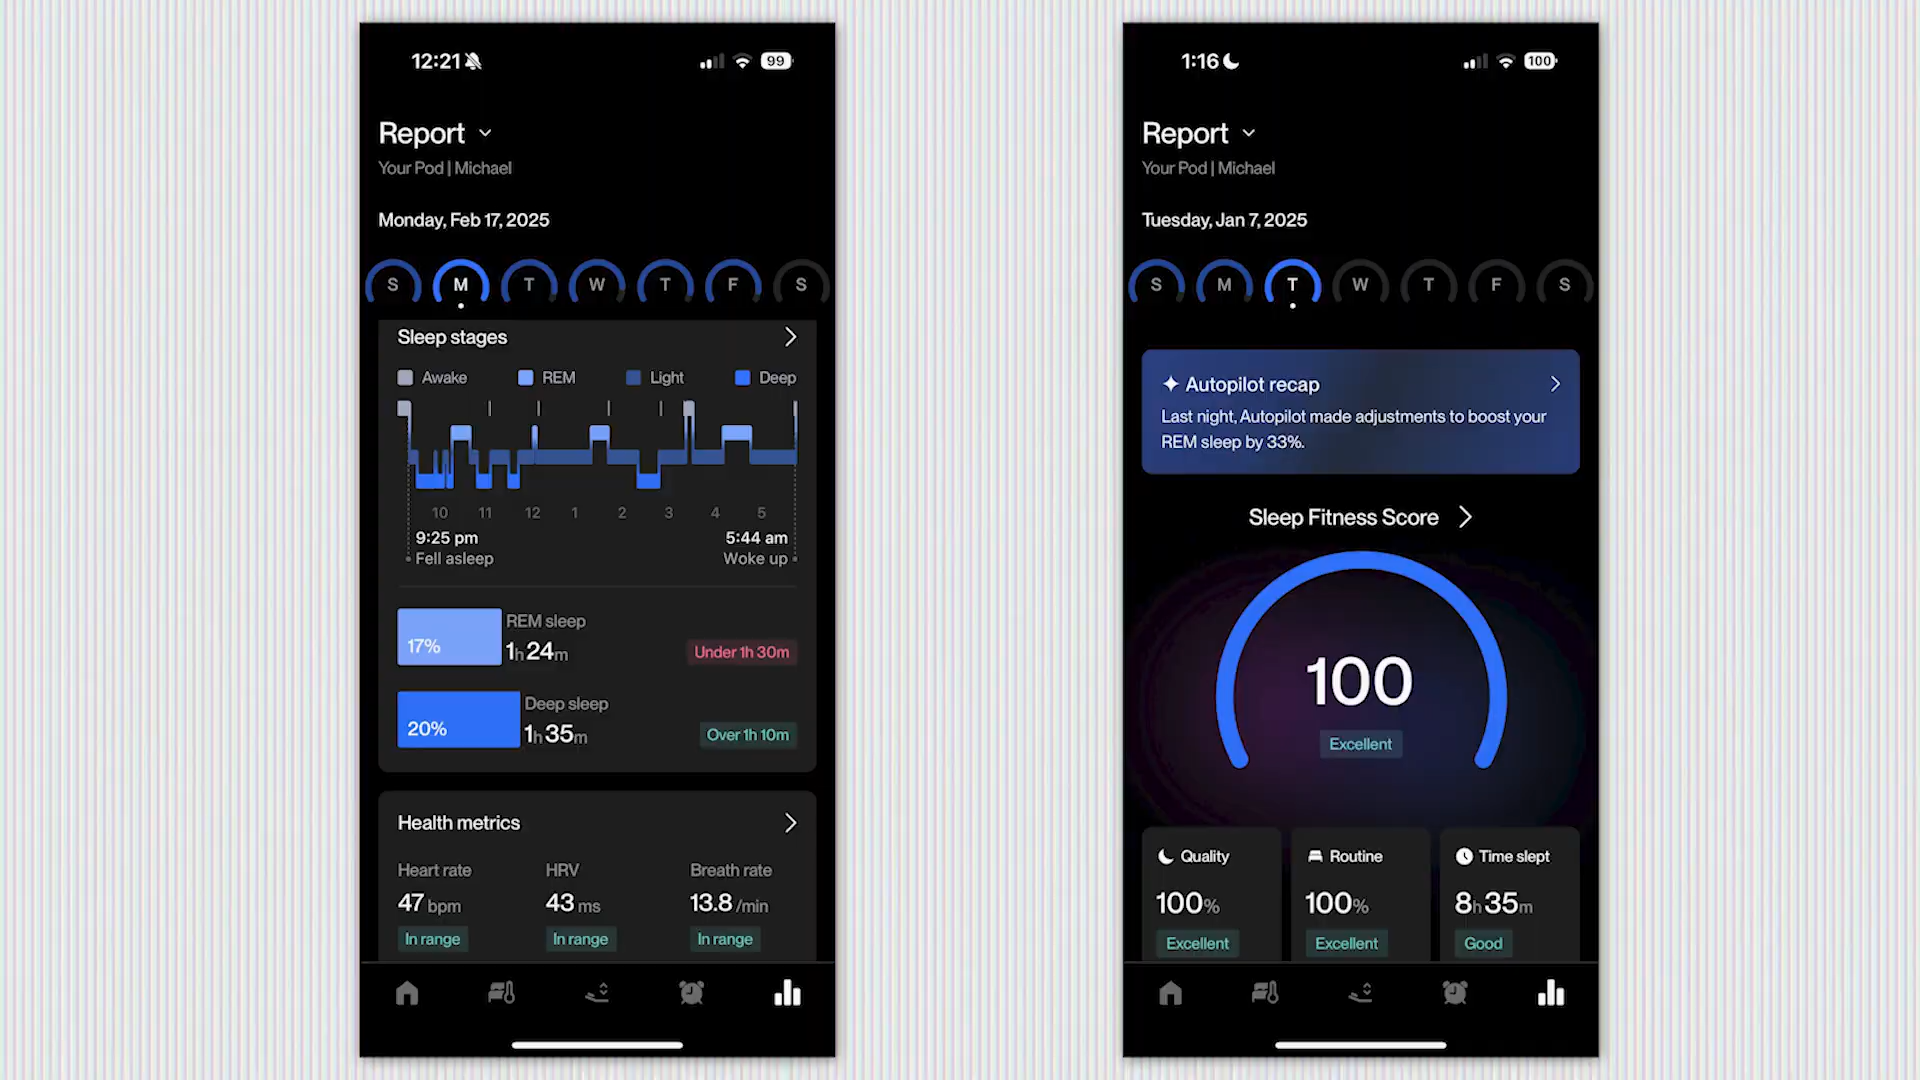 12:21
99
Report
Your Pod | Michael
Monday, Feb 17, 2025
S M T W T F S
Sleep stages
Awake REM Light Deep
10 11 12 1 2 3 4 5
9:25 pm 5:44 am
Fell asleep Woke up
REM sleep
17% 1h 24m Under 1h 30m
Deep sleep
20% 1h 35m Over 1h 10m
Health metrics
Heart rate HRV Breath rate
47 bpm 43 ms 13.8 /min
In range In range In range
1:16
100
Report
Your Pod | Michael
Tuesday, Jan 7, 2025
S M T W T F S
Autopilot recap
Last night, Autopilot made adjustments to boost your
REM sleep by 33%.
Sleep Fitness Score
100
Excellent
Quality Routine Time slept
100% 100% 8h 35m
Excellent Excellent Good